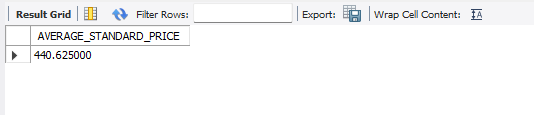 Result Grid Filter Rows: Export: Wrap Cell Content:
AVERAGE_STANDARD_PRICE
440.625000